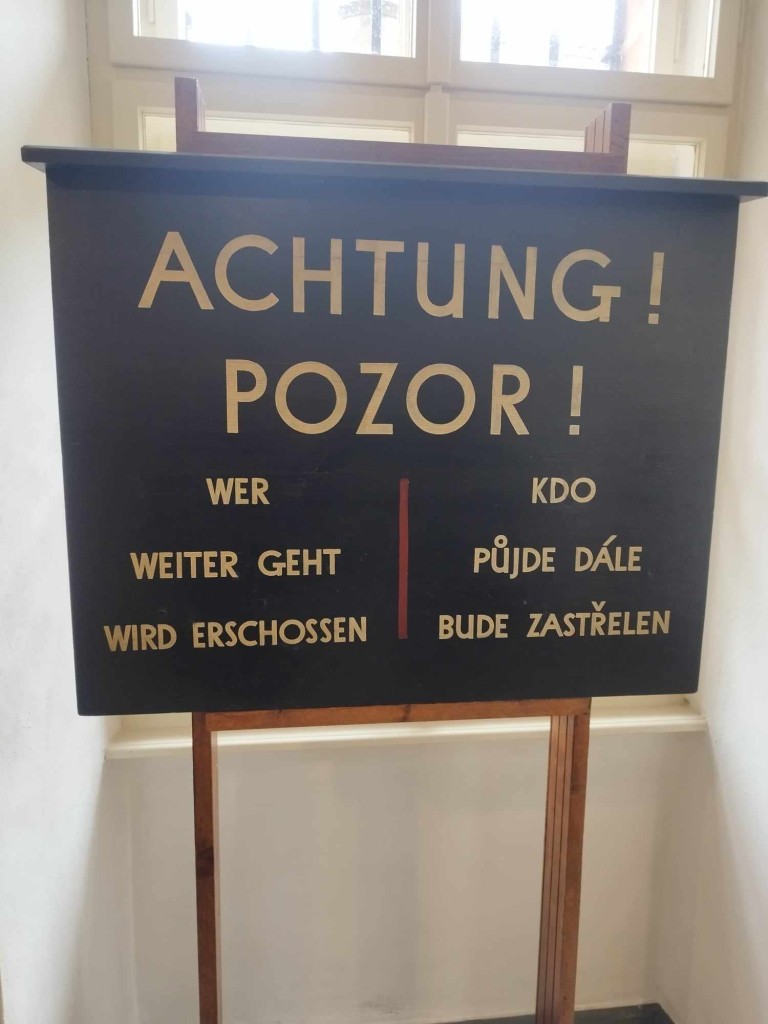 ACHTUNG!
POZOR!
WER
WEITER GEHT
WIRD ERSCHOSSEN
KDO
PŮJDE DÁLE
BUDE ZASTŘELEN